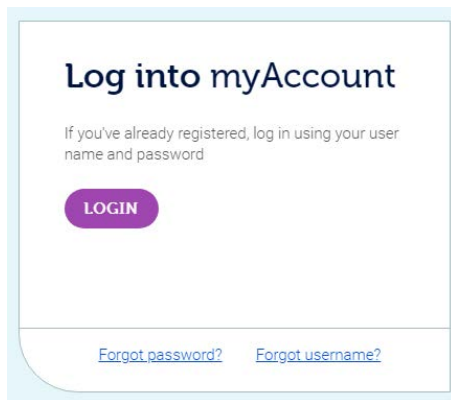 Log into myAccount
If you've already registered, log in using your user
name and password
LOGIN
Forgot password? Forgot username?